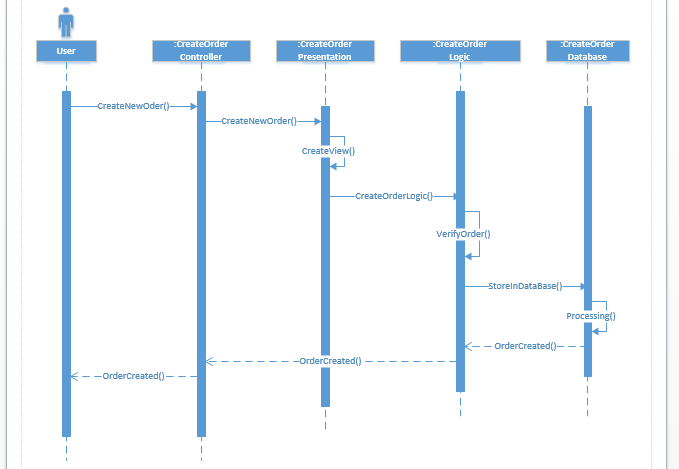 User
:CreateOrder
Controller
:CreateOrder
Presentation
:CreateOrder
Logic
:CreateOrder
Database
CreateNewOder()
CreateNewOrder()
CreateView()
CreateOrderLogic()
VerifyOrder()
StoreInDataBase()
Processing()
OrderCreated()
OrderCreated()
OrderCreated()